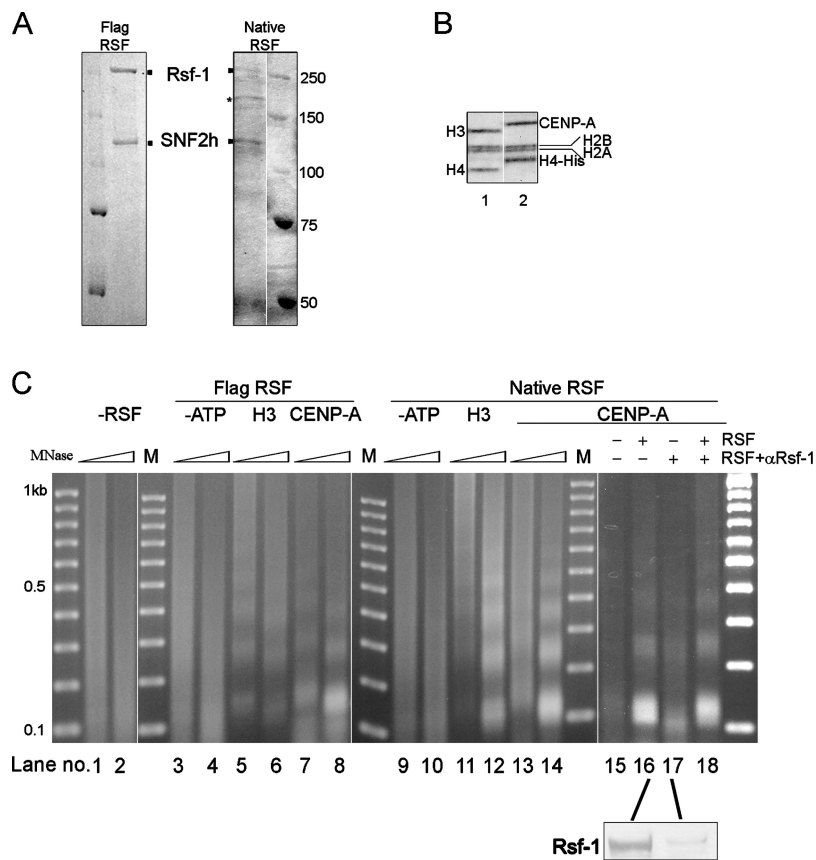 A
B
Flag
RSF
Native
RSF
Rsf-1
*
SNF2h
250
150
100
75
50
H3
H4
CENP-A
H2B
H2A
H4-His
1 2
C
Flag RSF
Native RSF
-RSF
-ATP H3 CENP-A
-ATP H3
CENP-A
- + - + RSF
- - + + RSF+αRsf-1
MNase M M M
1kb
0.5
0.1
Lane no.1 2 3 4 5 6 7 8 9 10 11 12 13 14 15 16 17 18
Rsf-1